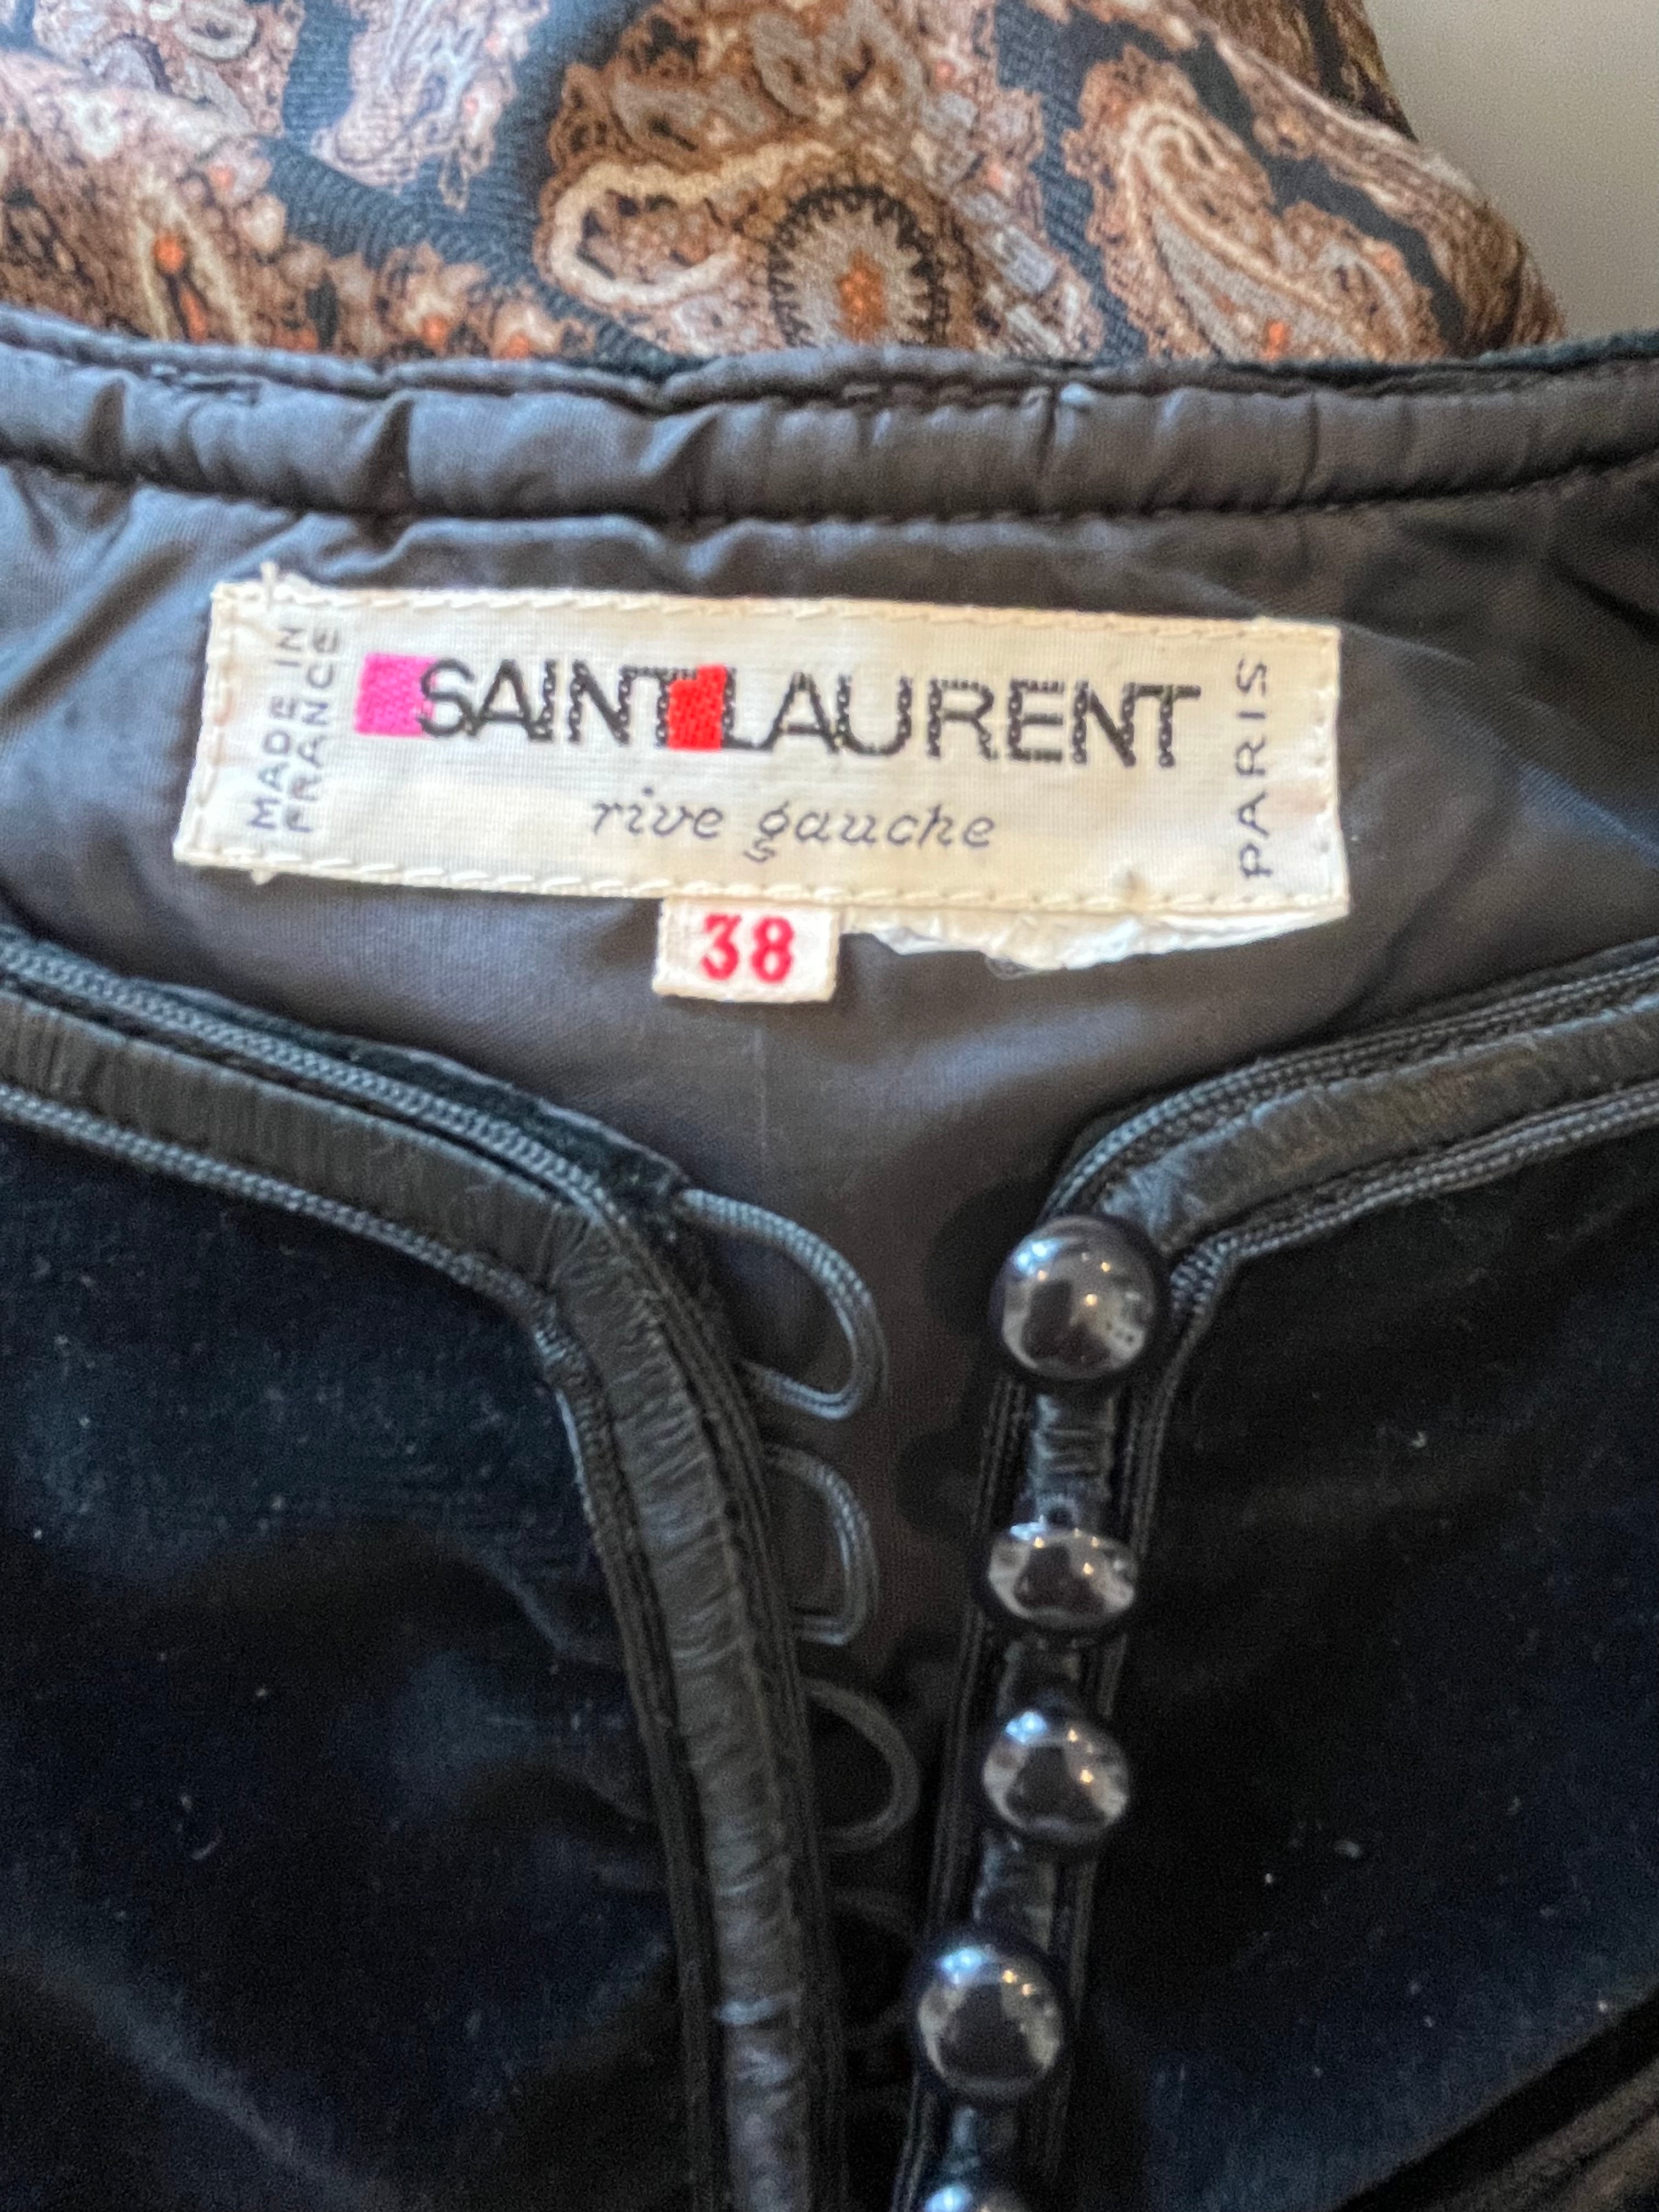 MADE IN
FRANCE
SAINT LAURENT
rive gauche
PARIS
38